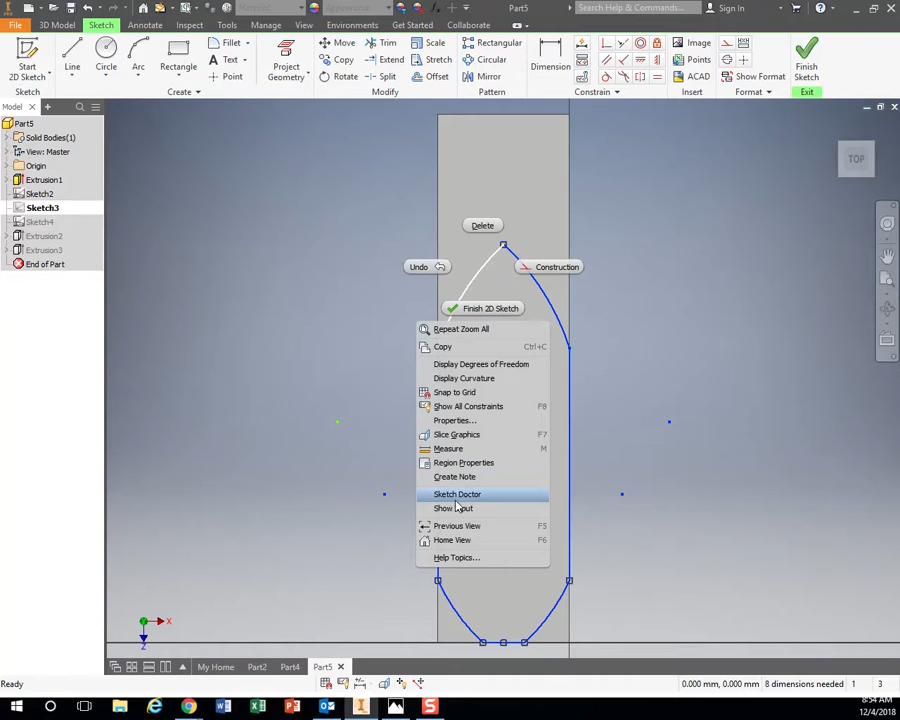 Material
Appearance
Part5
Search Help & Commands...
Sign In
File
3D Model
Sketch
Annotate
Inspect
Tools
Manage
View
Environments
Get Started
Collaborate
Start
2D Sketch
Line
Circle
Arc
Rectangle
Fillet
Text
Point
Project
Geometry
Move
Copy
Rotate
Trim
Extend
Split
Scale
Stretch
Offset
Rectangular
Circular
Mirror
Dimension
Image
Points
ACAD
Show Format
Finish
Sketch
Sketch
Create
Modify
Pattern
Constrain
Insert
Format
Exit
Model
Part5
Solid Bodies(1)
View: Master
Origin
Extrusion1
Sketch2
Sketch3
Sketch4
Extrusion2
Extrusion3
End of Part
TOP
Delete
Undo
Construction
Finish 2D Sketch
Repeat Zoom All
Copy Ctrl+C
Display Degrees of Freedom
Display Curvature
Snap to Grid
Show All Constraints F8
Properties...
Slice Graphics F7
Measure M
Region Properties
Create Note
Sketch Doctor
Show
Previous View F5
Home View F6
Help Topics...
X
Z
My Home
Part2
Part4
Part5
Ready
0.000 mm, 0.000 mm 8 dimensions needed 1 3
8:54 AM
12/4/2018